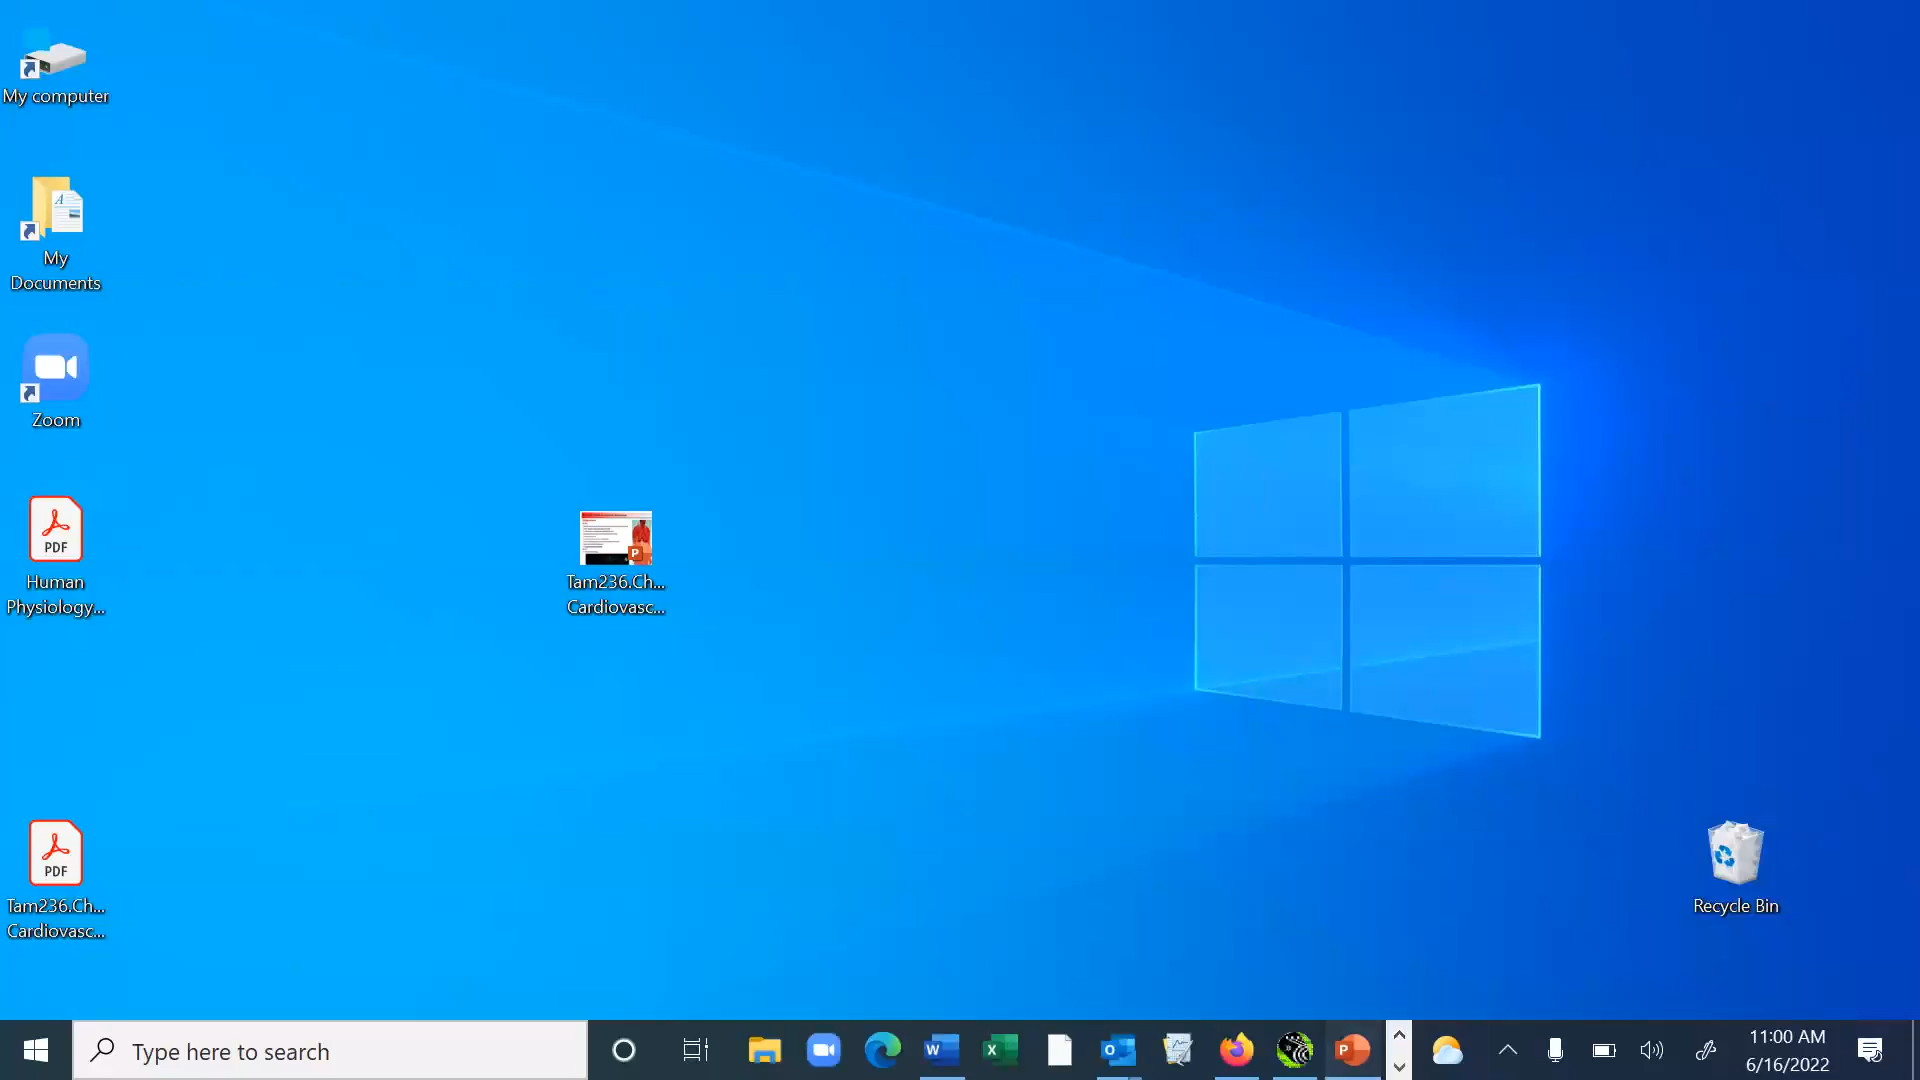 My computer
My
Documents
Zoom
PDF
Human
Physiology...
Tam236.Ch...
Cardiovasc...
PDF
Tam236.Ch...
Cardiovasc...
Recycle Bin
Type here to search
11:00 AM
6/16/2022